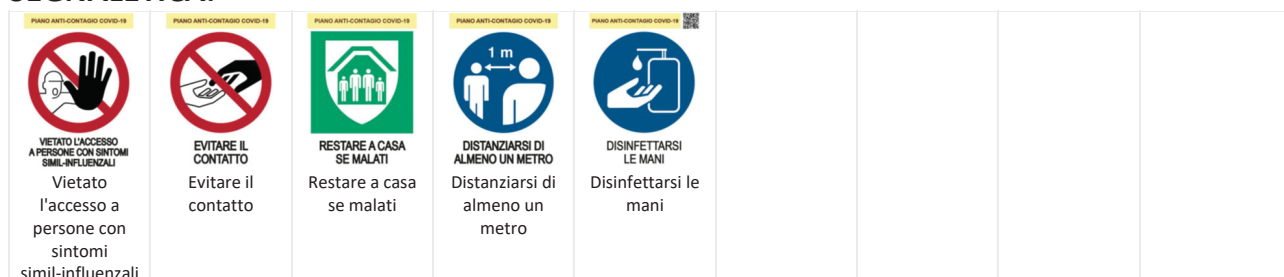 PIANO ANTI-CONTAGIO COVID-19
VIETATO L'ACCESSO
A PERSONE CON SINTOMI
SIMIL-INFLUENZALI
Vietato
l'accesso a
persone con
sintomi
simil-influenzali
PIANO ANTI-CONTAGIO COVID-19
EVITARE IL
CONTATTO
Evitare il
contatto
PIANO ANTI-CONTAGIO COVID-19
RESTARE A CASA
SE MALATI
Restare a casa
se malati
PIANO ANTI-CONTAGIO COVID-19
1 m
DISTANZIARSI DI
ALMENO UN METRO
Distanziarsi di
almeno un
metro
PIANO ANTI-CONTAGIO COVID-19
DISINFETTARSI
LE MANI
Disinfettarsi le
mani